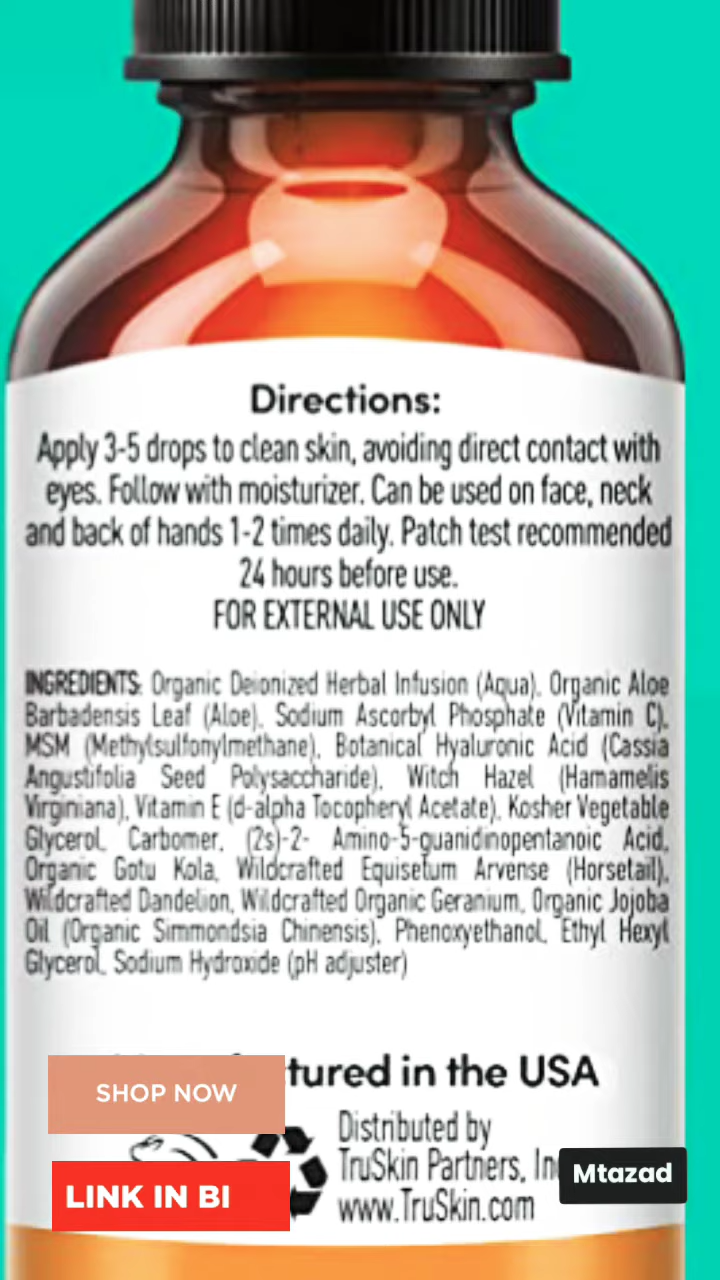 Directions:
Apply 3-5 drops to clean skin, avoiding direct contact with
eyes. Follow with moisturizer. Can be used on face, neck
and back of hands 1-2 times daily. Patch test recommended
24 hours before use.
FOR EXTERNAL USE ONLY
INGREDIENTS: Organic Deionized Herbal Infusion (Aqua), Organic Aloe
Barbadensis Leaf (Aloe), Sodium Ascorbyl Phosphate (Vitamin C),
MSM (Methylsulfonylmethane), Botanical Hyaluronic Acid (Cassia
Angustifolia Seed Polysaccharide), Witch Hazel (Hamamelis
Virginiana), Vitamin E (d-alpha Tocopheryl Acetate), Kosher Vegetable
Glycerol, Carbomer, (2s)-2- Amino-5-guanidinopentanoic Acid,
Organic Gotu Kola, Wildcrafted Equisetum Arvense (Horsetail),
Wildcrafted Dandelion, Wildcrafted Organic Geranium, Organic Jojoba
Oil (Organic Simmondsia Chinensis), Phenoxyethanol, Ethyl Hexyl
Glycerol, Sodium Hydroxide (pH adjuster)
in the USA
SHOP NOW
Distributed by
TruSkin Partners,
www.TruSkin.com
LINK IN BI
Mtazad